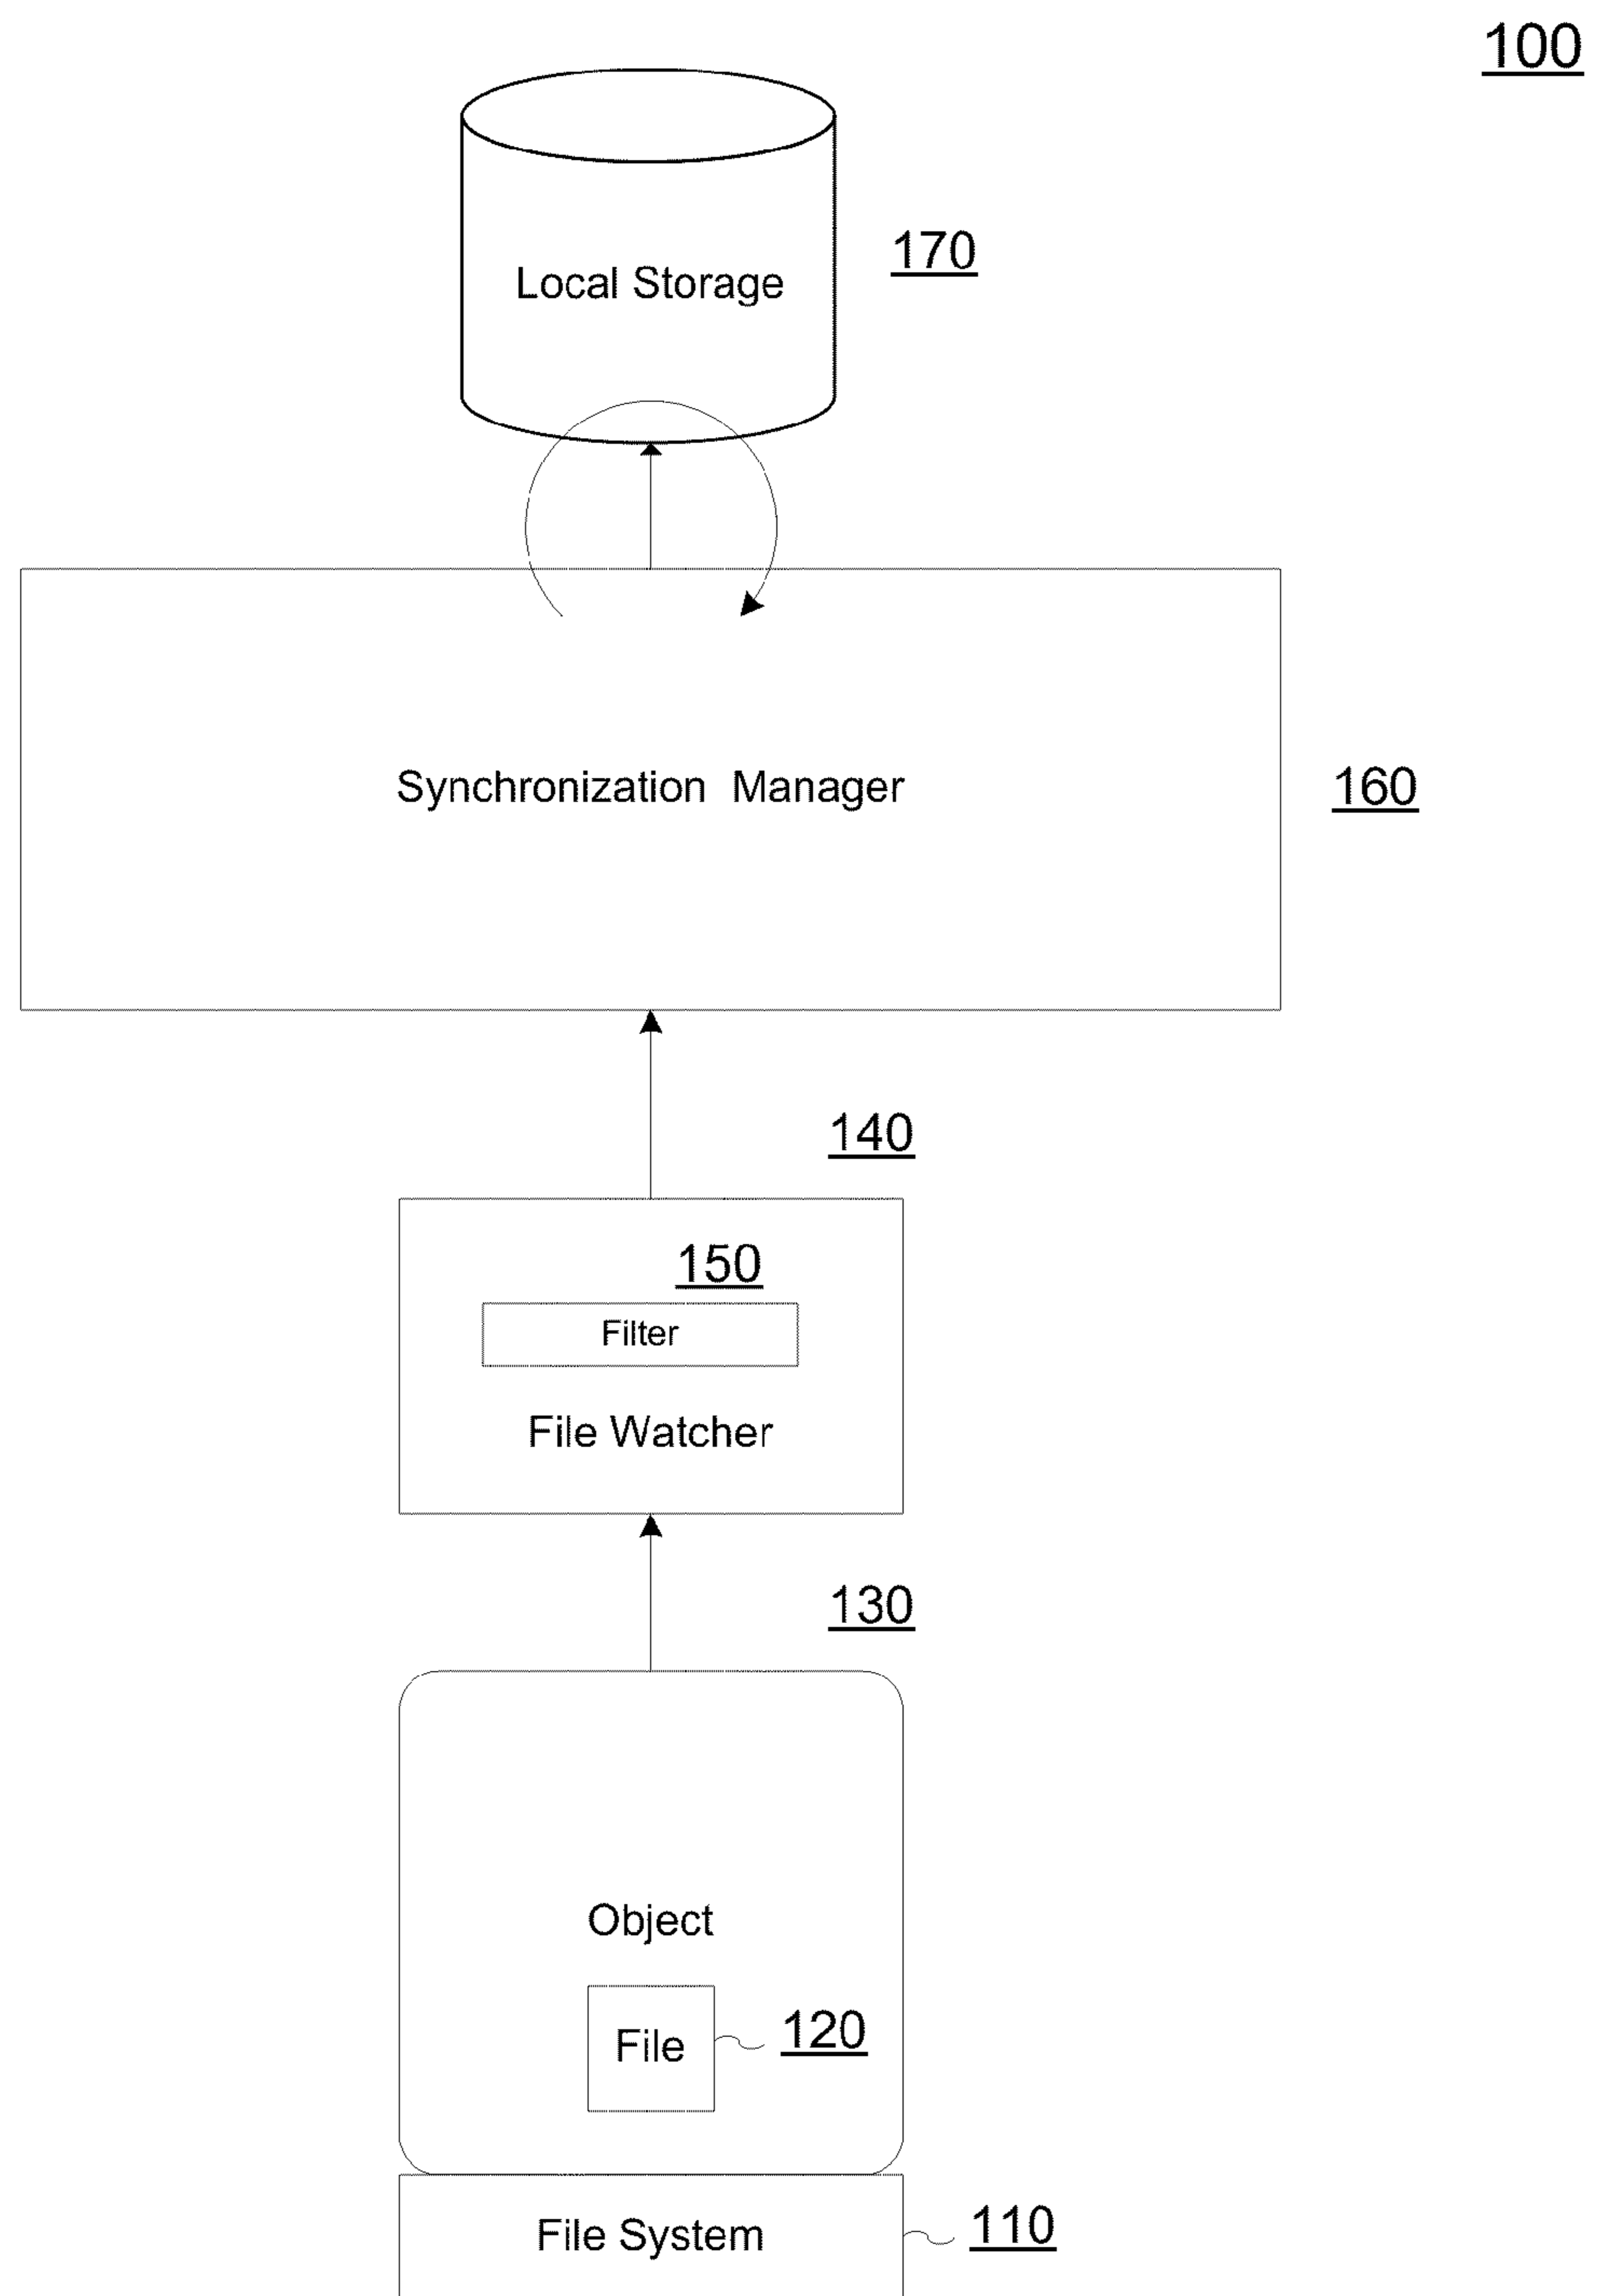 100
Local Storage
170
Synchronization Manager
160
140
150
Filter
File Watcher
130
Object
File
120
File System
110